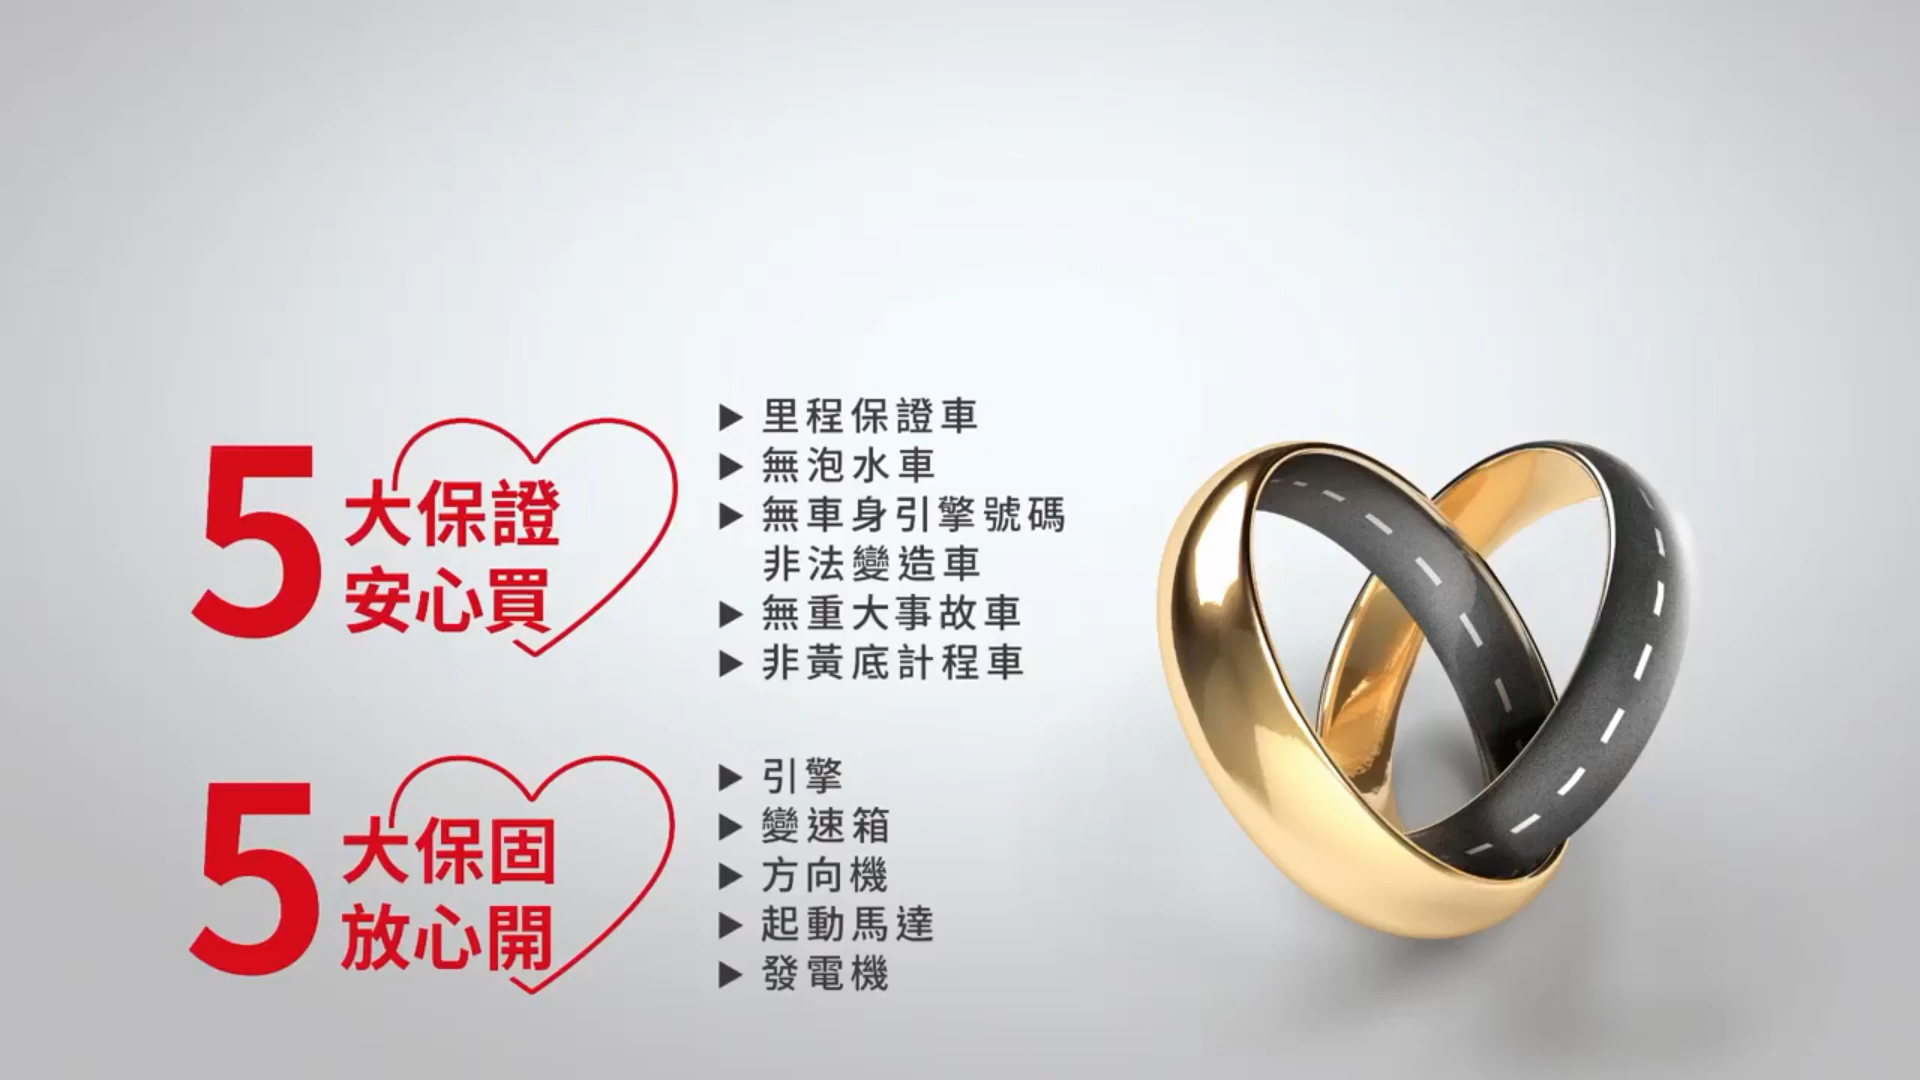 5大保證
安心買
▶ 里程保證車
▶ 無泡水車
▶ 無車身引擎號碼
非法變造車
▶ 無重大事故車
▶ 非黃底計程車
5大保固
放心開
▶ 引擎
▶ 變速箱
▶ 方向機
▶ 起動馬達
▶ 發電機